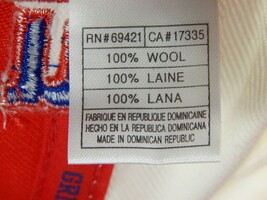 RN#69421 CA#17335
100% WOOL
100% LAINE
100% LANA
FABRIQUE EN REPUBLIQUE DOMINICAINE
HECHO EN LA REPUBLICA DOMINICANA
MADE IN DOMINICAN REPUBLIC